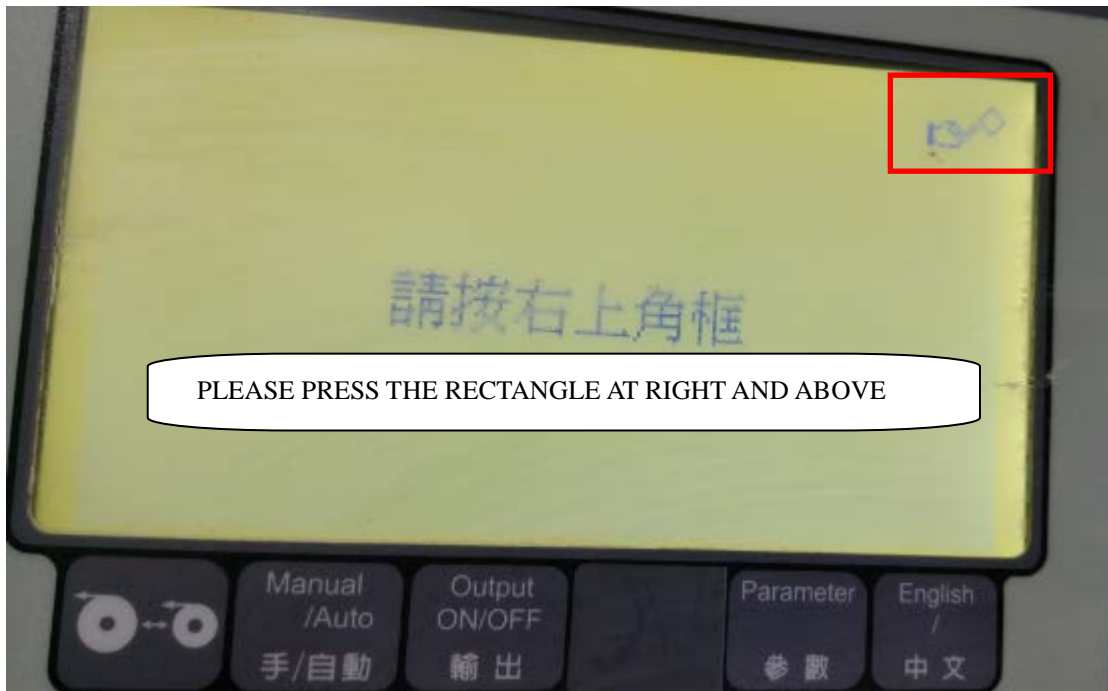 請按右上角框
PLEASE PRESS THE RECTANGLE AT RIGHT AND ABOVE
Manual
/Auto
手/自動
Output
ON/OFF
輸出
Parameter
參數
English
/
中文